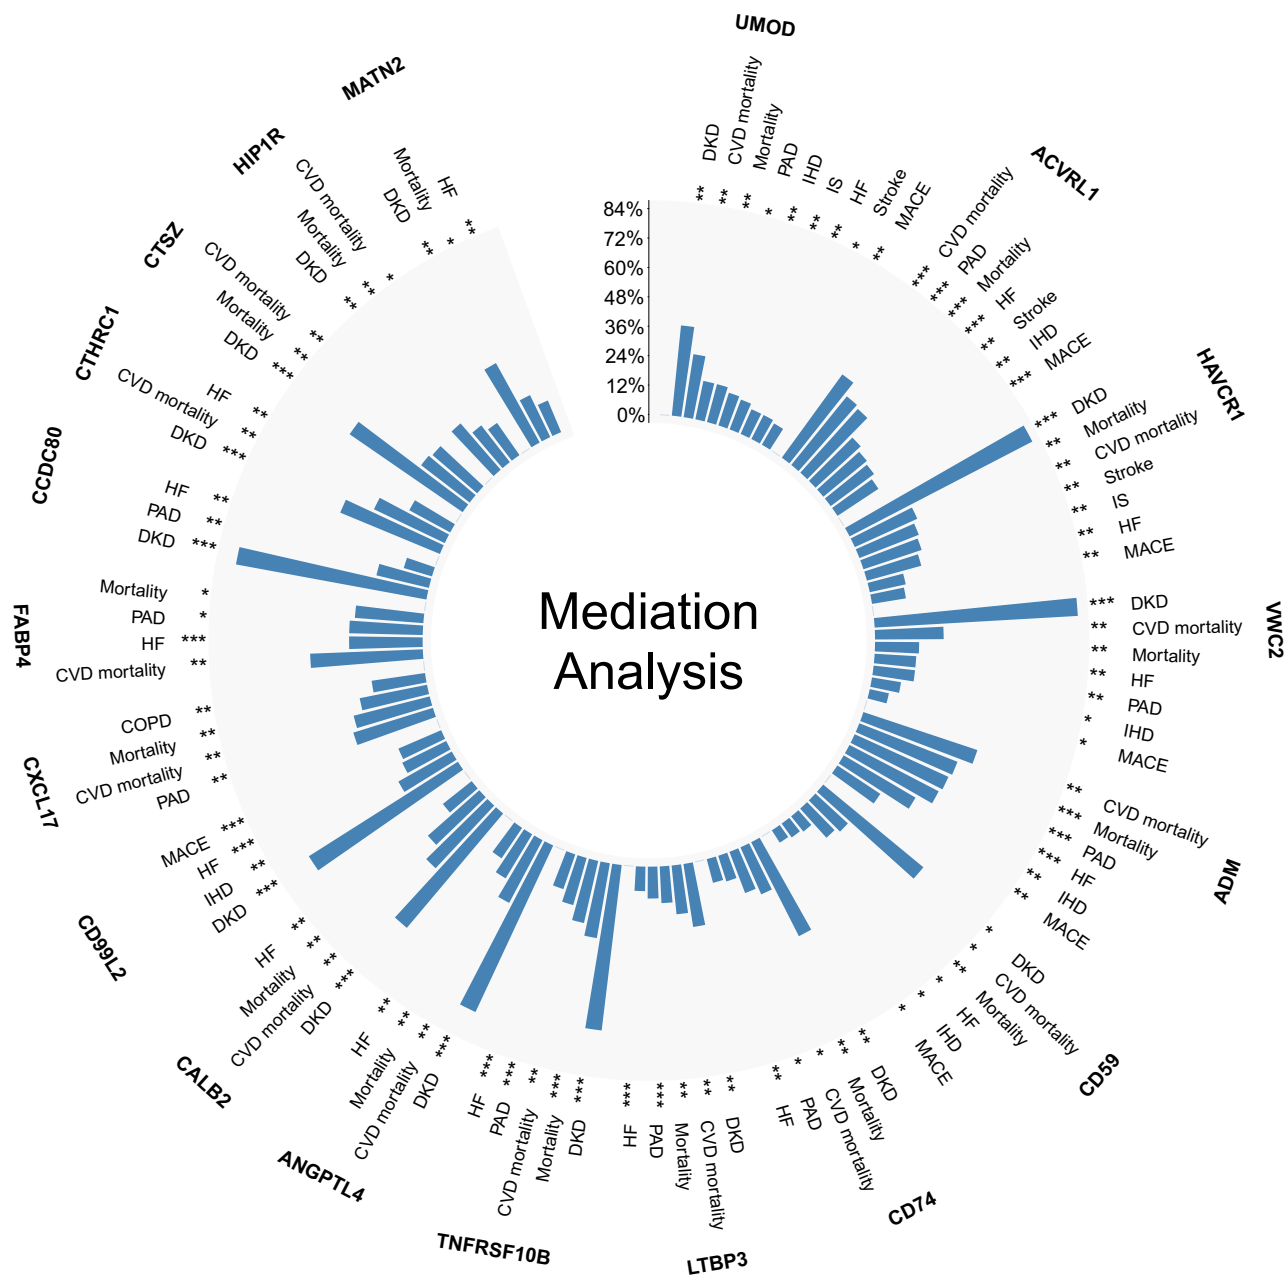 Mediation
Analysis
84%
72%
60%
48%
36%
24%
12%
0%
UMOD
DKD **
CVD mortality **
Mortality **
PAD *
IHD **
IS **
HF **
Stroke *
MACE **
ACVRL1
CVD mortality ***
PAD ***
Mortality ***
HF ***
Stroke **
IHD **
MACE ***
HAVCR1
*** DKD
** Mortality
** CVD mortality
** Stroke
** IS
** HF
** MACE
VWC2
*** DKD
** CVD mortality
** Mortality
** HF
** PAD
* IHD
* MACE
ADM
** CVD mortality
*** Mortality
*** PAD
*** HF
** IHD
** MACE
CD59
* DKD
* CVD mortality
** Mortality
* HF
* IHD
* MACE
CD74
** DKD
** Mortality
* CVD mortality
* PAD
** HF
LTBP3
** DKD
** CVD mortality
** Mortality
*** PAD
*** HF
TNFRSF10B
*** DKD
*** Mortality
** CVD mortality
*** PAD
*** HF
ANGPTL4
DKD ***
CVD mortality **
Mortality **
HF **
CALB2
DKD ***
CVD mortality **
Mortality **
HF **
CD99L2
DKD ***
IHD **
HF ***
MACE ***
CXCL17
PAD **
CVD mortality **
Mortality **
COPD **
FABP4
CVD mortality **
HF ***
PAD *
Mortality *
CCDC80
DKD ***
PAD **
HF **
CTHRC1
DKD ***
CVD mortality **
HF **
CTSZ
DKD ***
Mortality **
CVD mortality **
HIP1R
DKD **
Mortality **
CVD mortality *
MATN2
DKD **
Mortality *
HF **